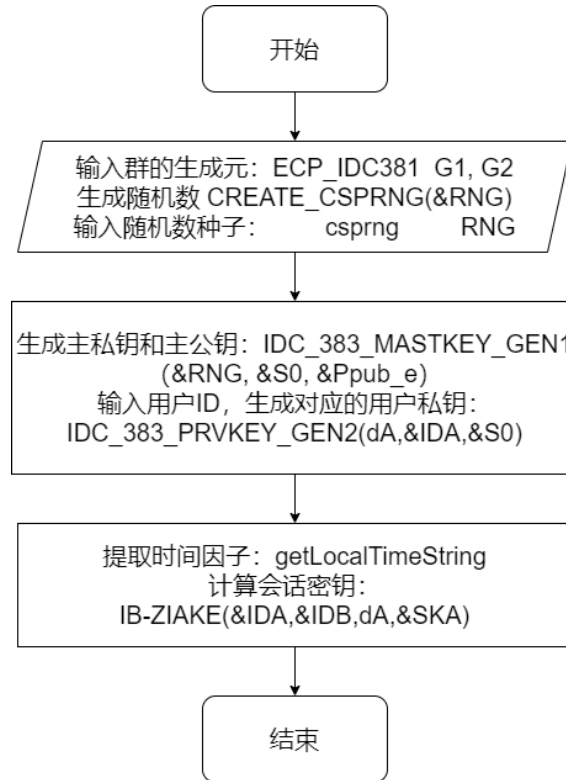 开始
输入群的生成元：ECP_IDC381 G1, G2
生成随机数 CREATE_CSPRNG(&RNG)
输入随机数种子： csprng RNG
生成主私钥和主公钥：IDC_383_MASTKEY_GEN1
(&RNG, &S0, &Ppub_e)
输入用户ID，生成对应的用户私钥：
IDC_383_PRVKEY_GEN2(dA,&IDA,&S0)
提取时间因子：getLocalTimeString
计算会话密钥：
IB-ZIAKE(&IDA,&IDB,dA,&SKA)
结束